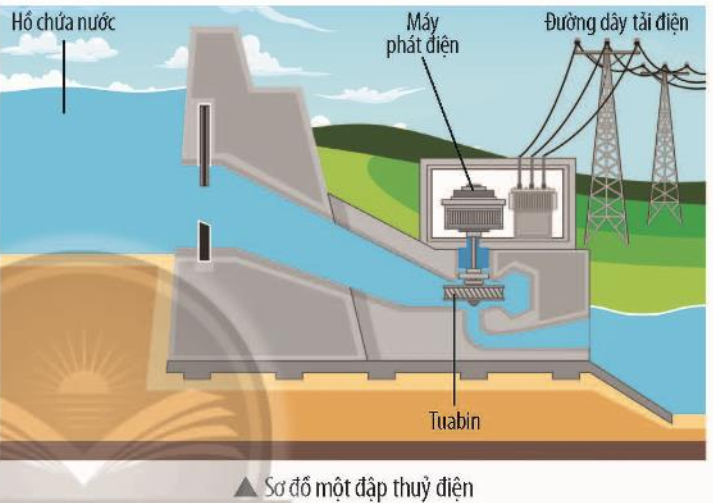 Hồ chứa nước
Máy
phát điện
Đường dây tải điện
Tuabin
▲ Sơ đồ một đập thuỷ điện